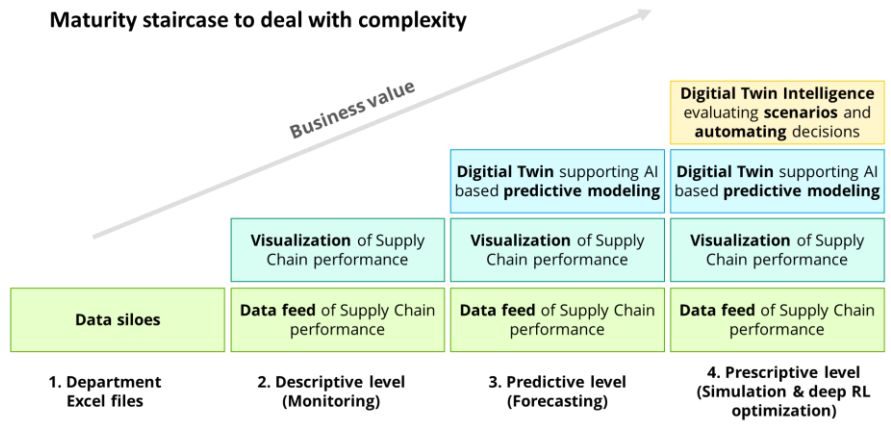 Maturity staircase to deal with complexity
Business value
Digitial Twin Intelligence
evaluating scenarios and
automating decisions
Digitial Twin supporting AI
based predictive modeling
Digitial Twin supporting AI
based predictive modeling
Visualization of Supply
Chain performance
Visualization of Supply
Chain performance
Visualization of Supply
Chain performance
Data siloes
Data feed of Supply Chain
performance
Data feed of Supply Chain
performance
Data feed of Supply Chain
performance
1. Department
Excel files
2. Descriptive level
(Monitoring)
3. Predictive level
(Forecasting)
4. Prescriptive level
(Simulation & deep RL
optimization)